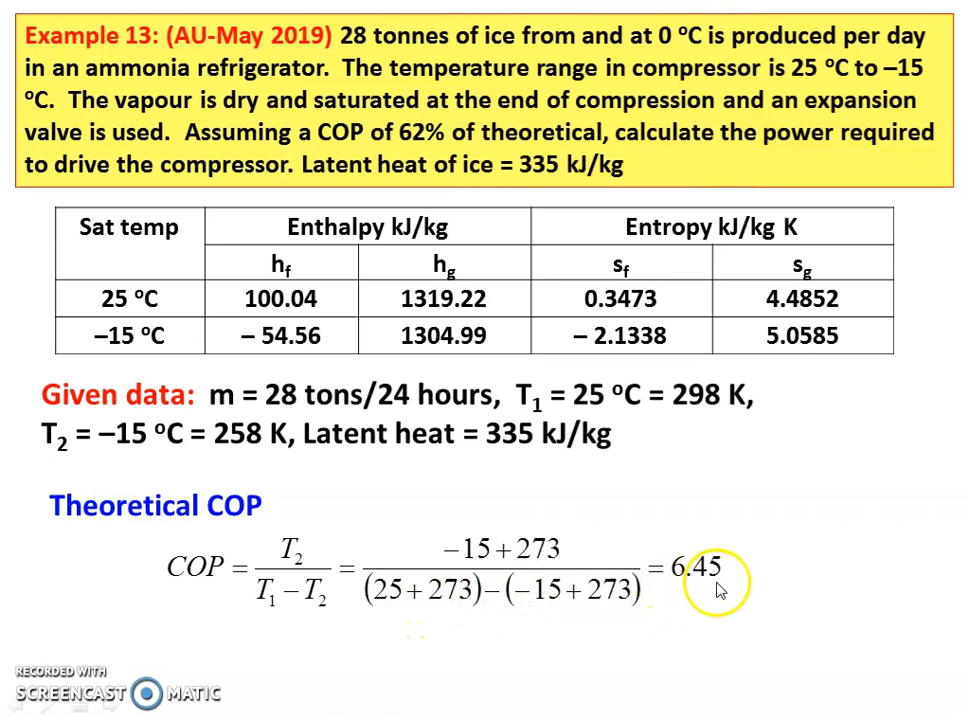 Example 13: (AU-May 2019) 28 tonnes of ice from and at 0 ºC is produced per day
in an ammonia refrigerator. The temperature range in compressor is 25 ºC to –15
ºC. The vapour is dry and saturated at the end of compression and an expansion
valve is used. Assuming a COP of 62% of theoretical, calculate the power required
to drive the compressor. Latent heat of ice = 335 kJ/kg
Sat temp Enthalpy kJ/kg Entropy kJ/kg K
hf hg sf sg
25 ºC 100.04 1319.22 0.3473 4.4852
–15 ºC – 54.56 1304.99 – 2.1338 5.0585
Given data: m = 28 tons/24 hours, T1 = 25 ºC = 298 K,
T2 = –15 ºC = 258 K, Latent heat = 335 kJ/kg
Theoretical COP
COP = T2 / (T1 − T2) = (−15 + 273) / ((25 + 273) − (−15 + 273)) = 6.45
RECORDED WITH
SCREENCAST MATIC